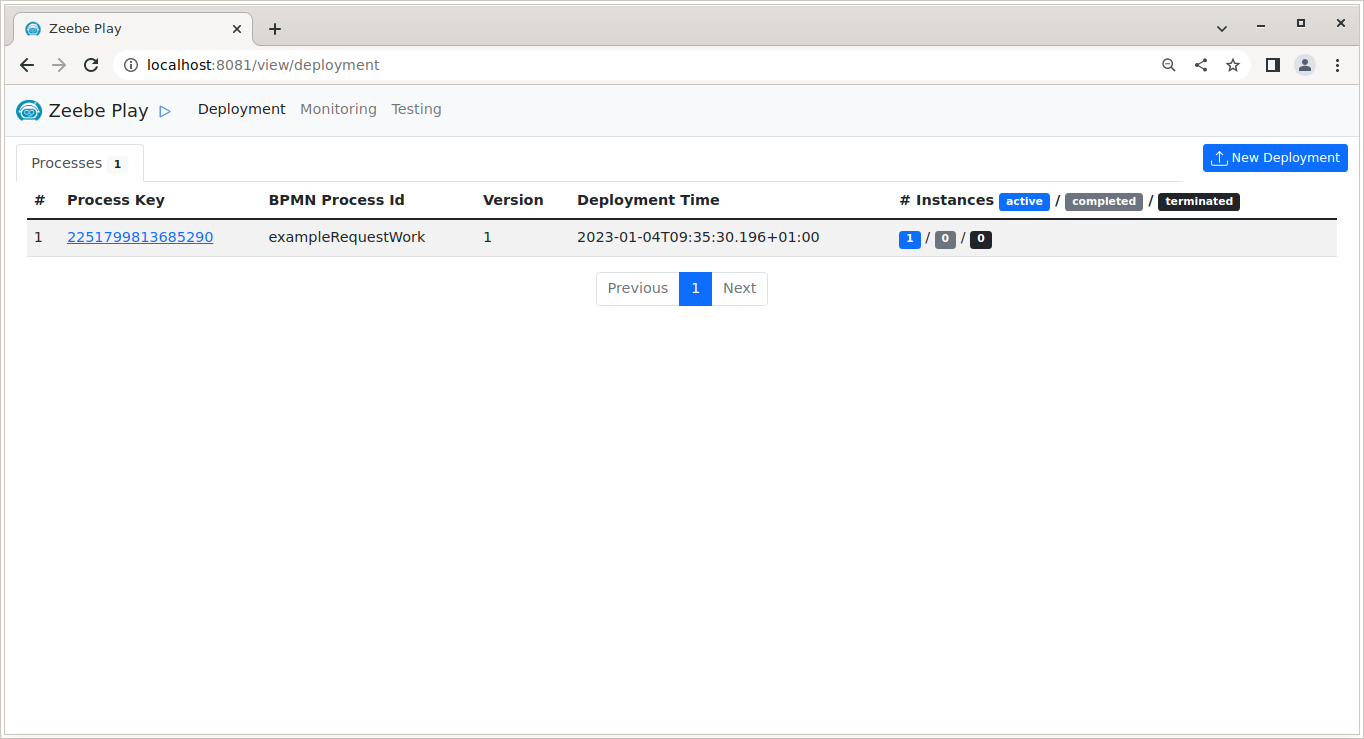 Zeebe Play
localhost:8081/view/deployment
Zeebe Play Deployment Monitoring Testing
Processes 1 New Deployment
# Process Key BPMN Process Id Version Deployment Time # Instances active / completed / terminated
1 2251799813685290 exampleRequestWork 1 2023-01-04T09:35:30.196+01:00 1 / 0 / 0
Previous 1 Next